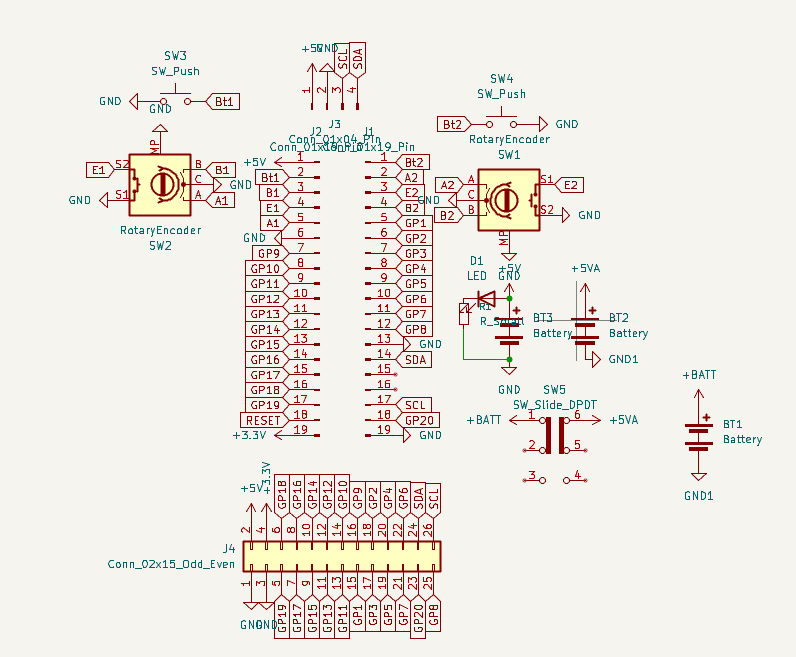 SW3
SW_Push
GND
GND
Bt1
+5V
GND
SCL
SDA
1
2
3
4
J3
Conn_01x04_Pin
SW4
SW_Push
Bt2
GND
RotaryEncoder
SW1
MP
E1
S2
S1
GND
B
C
A
B1
GND
A1
RotaryEncoder
SW2
J2
Conn_01x19_Pin
J1
Conn_01x19_Pin
+5V
1
Bt1
2
B1
3
E1
4
A1
5
GND
6
GP9
7
GP10
8
GP11
9
GP12
10
GP13
11
GP14
12
GP15
13
GP16
14
GP17
15
GP18
16
GP19
17
RESET
18
+3.3V
19
1
Bt2
2
A2
3
E2
4
B2
5
GP1
6
GP2
7
GP3
8
GP4
9
GP5
10
GP6
11
GP7
12
GP8
13
GND
14
SDA
15
16
17
SCL
18
GP20
19
GND
A2
GND
B2
A
C
B
S1
S2
E2
GND
MP
GND
D1
LED
+5V
R1
R_Small
BT3
Battery
GND
+5VA
BT2
Battery
GND1
SW5
SW_Slide_DPDT
+BATT
1
2
3
6
5
4
+5VA
+BATT
BT1
Battery
GND1
+5V
+3.3V
GP18
GP16
GP14
GP12
GP10
GP9
GP2
GP4
GP6
SDA
SCL
2
4
6
8
10
12
14
16
18
20
22
24
26
J4
Conn_02x15_Odd_Even
1
3
5
7
9
11
13
15
17
19
21
23
25
GND
GND
GP19
GP17
GP15
GP13
GP11
GP1
GP3
GP5
GP7
GP20
GP8